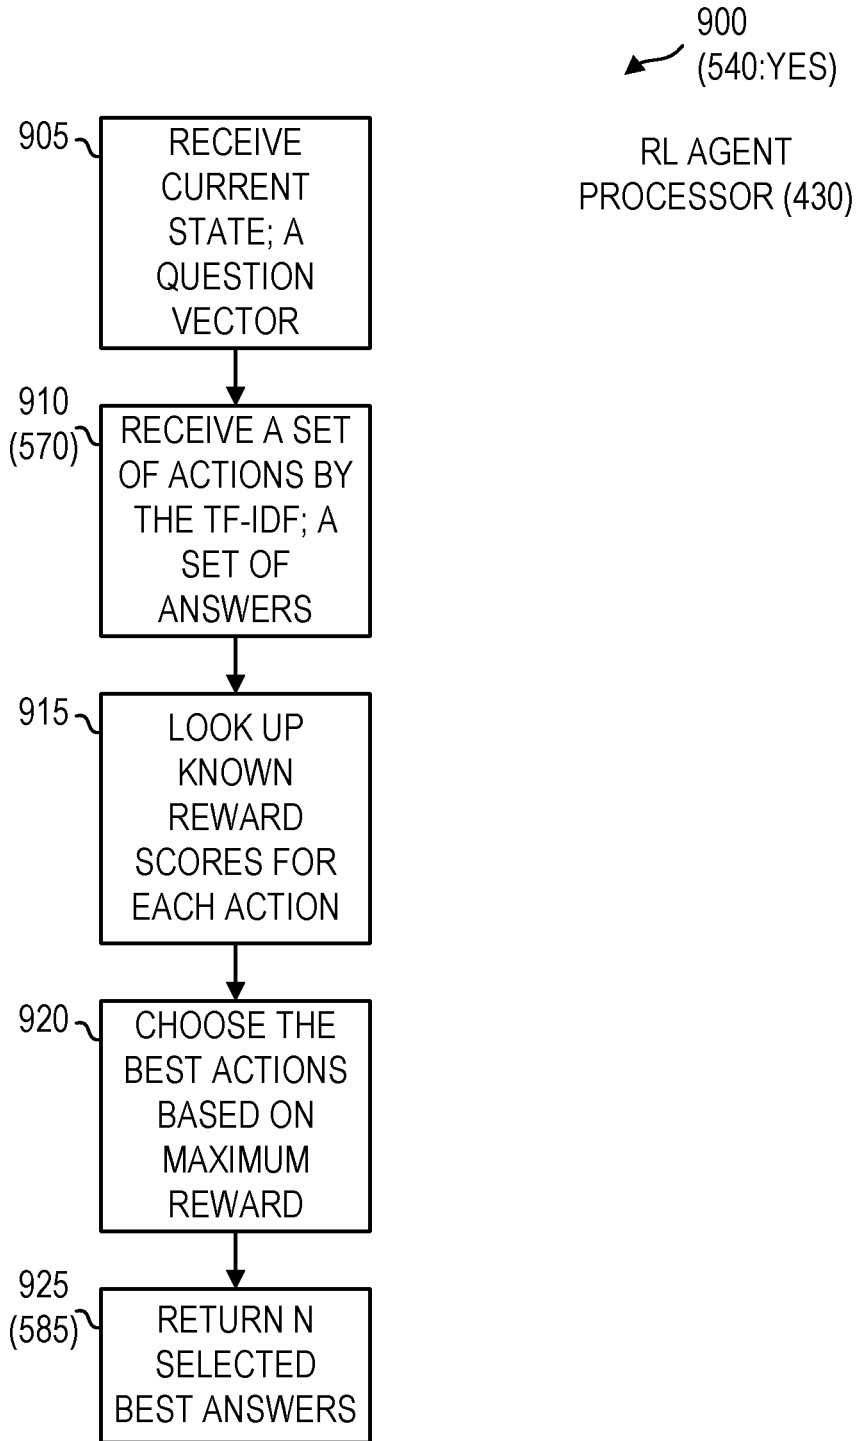 900
(540:YES)
RL AGENT
PROCESSOR (430)
905
RECEIVE
CURRENT
STATE; A
QUESTION
VECTOR
910
(570)
RECEIVE A SET
OF ACTIONS BY
THE TF-IDF; A
SET OF
ANSWERS
915
LOOK UP
KNOWN
REWARD
SCORES FOR
EACH ACTION
920
CHOOSE THE
BEST ACTIONS
BASED ON
MAXIMUM
REWARD
925
(585)
RETURN N
SELECTED
BEST ANSWERS